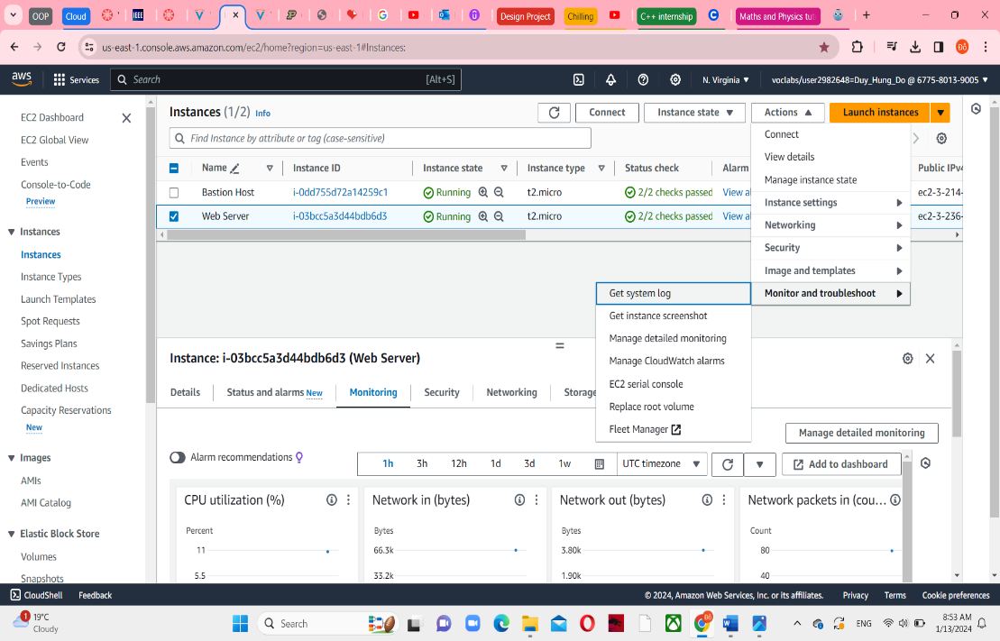 OOP
Cloud
IEEE
Design Project
Chilling
C++ internship
Maths and Physics tut
us-east-1.console.aws.amazon.com/ec2/home?region=us-east-1#Instances:
Đỗ
aws
Services
Search
[Alt+S]
N. Virginia
voclabs/user2982648=Duy_Hung_Do @ 6775-8013-9005
EC2 Dashboard
EC2 Global View
Events
Console-to-Code
Preview
Instances
Instances
Instance Types
Launch Templates
Spot Requests
Savings Plans
Reserved Instances
Dedicated Hosts
Capacity Reservations
New
Images
AMIs
AMI Catalog
Elastic Block Store
Volumes
Snapshots
Instances (1/2) Info
Connect
Instance state
Actions
Launch instances
Find Instance by attribute or tag (case-sensitive)
Name Instance ID Instance state Instance type Status check Alarm Public IPv4
Bastion Host i-0dd755d72a14259c1 Running t2.micro 2/2 checks passed View al ec2-3-214-
Web Server i-03bcc5a3d44bdb6d3 Running t2.micro 2/2 checks passed View al ec2-3-236-
Connect
View details
Manage instance state
Instance settings
Networking
Security
Image and templates
Monitor and troubleshoot
Get system log
Get instance screenshot
Manage detailed monitoring
Manage CloudWatch alarms
EC2 serial console
Replace root volume
Fleet Manager
Instance: i-03bcc5a3d44bdb6d3 (Web Server)
Details
Status and alarms New
Monitoring
Security
Networking
Storage
Manage detailed monitoring
Alarm recommendations
1h 3h 12h 1d 3d 1w
UTC timezone
Add to dashboard
CPU utilization (%)
Percent
11
5.5
Network in (bytes)
Bytes
66.3k
33.2k
Network out (bytes)
Bytes
3.80k
1.90k
Network packets in (cou...
Count
80
40
CloudShell
Feedback
© 2024, Amazon Web Services, Inc. or its affiliates.
Privacy
Terms
Cookie preferences
1
19°C
Cloudy
Search
Đỗ
ENG
8:53 AM
1/13/2024